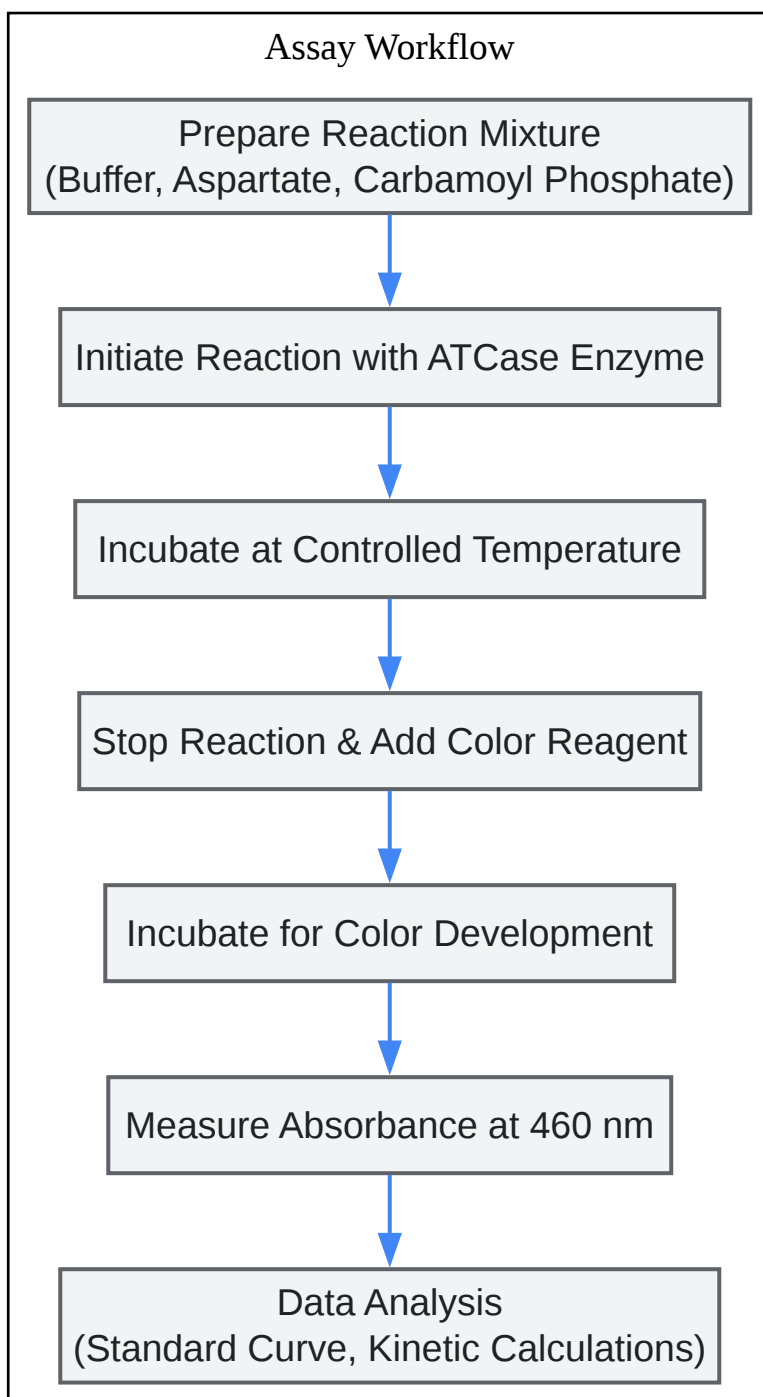 Assay Workflow
Prepare Reaction Mixture
(Buffer, Aspartate, Carbamoyl Phosphate)
Initiate Reaction with ATCase Enzyme
Incubate at Controlled Temperature
Stop Reaction & Add Color Reagent
Incubate for Color Development
Measure Absorbance at 460 nm
Data Analysis
(Standard Curve, Kinetic Calculations)